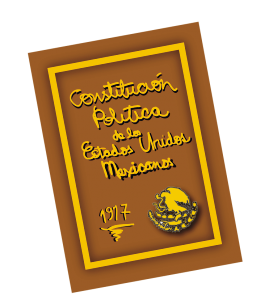 Constitución
Política
de los
Estados Unidos
Mexicanos
1917